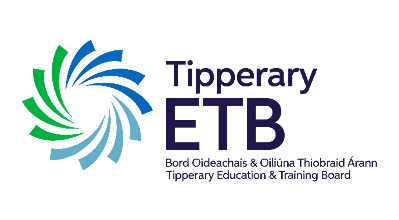 Tipperary
ETB
Bord Oideachais & Oiliúna Thiobraid Árann
Tipperary Education & Training Board